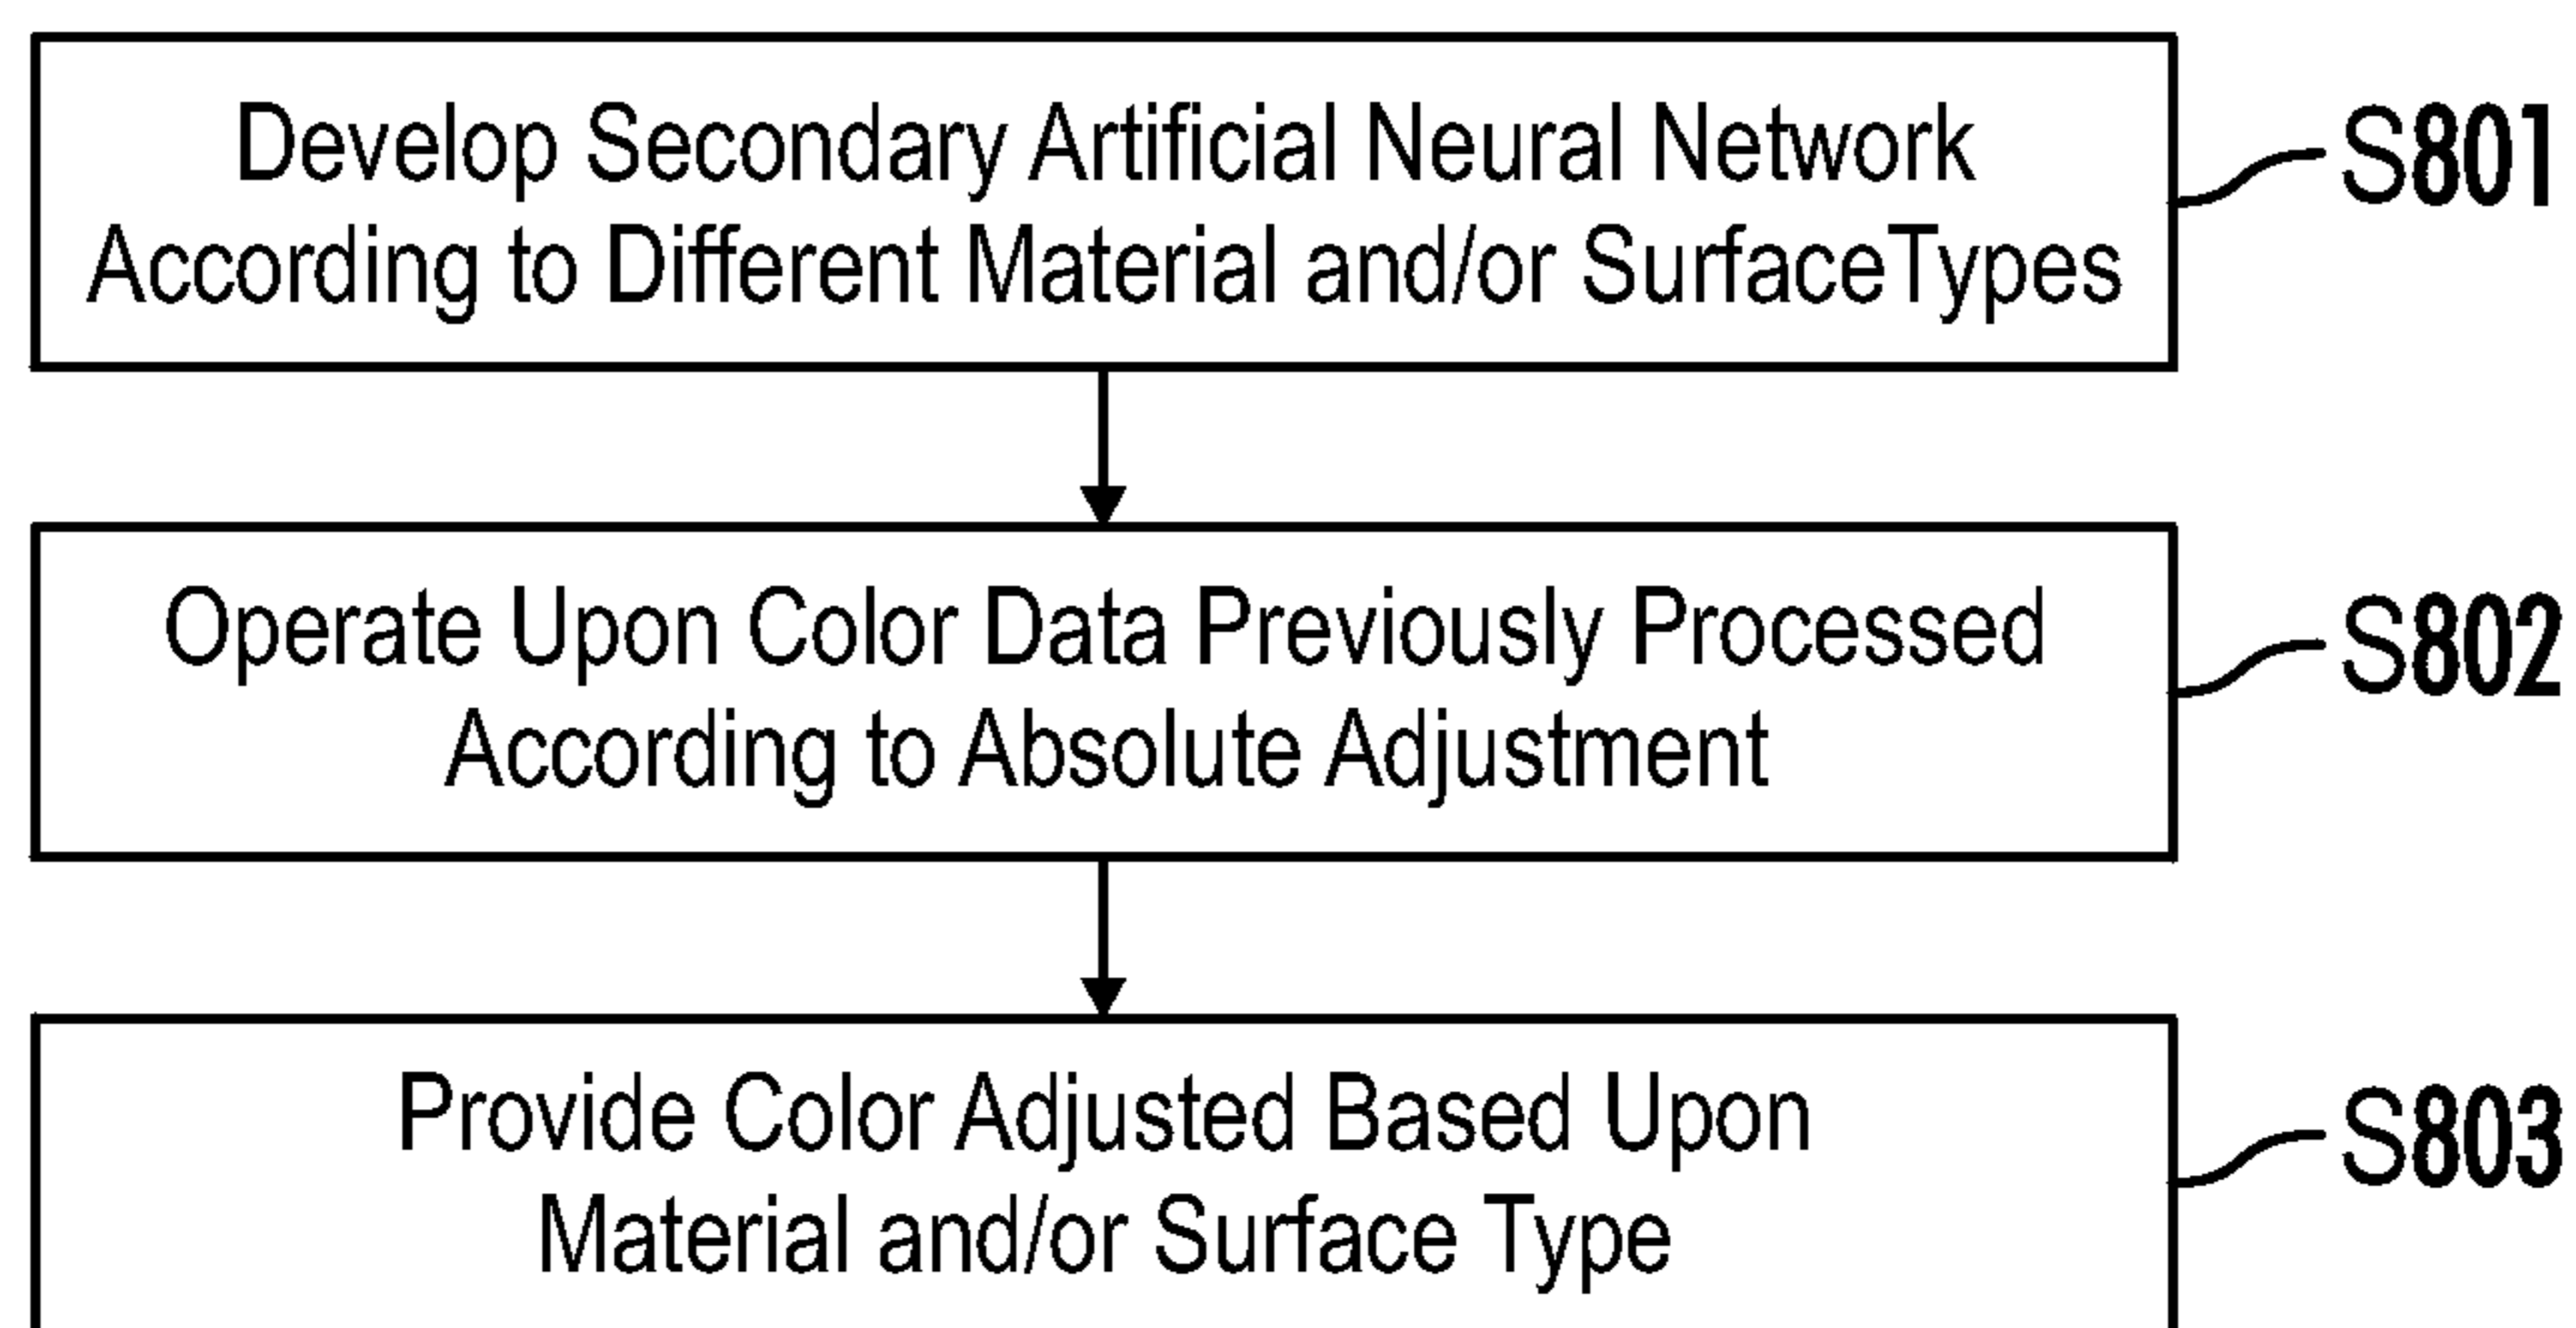 Develop Secondary Artificial Neural Network
According to Different Material and/or SurfaceTypes
S801
Operate Upon Color Data Previously Processed
According to Absolute Adjustment
S802
Provide Color Adjusted Based Upon
Material and/or Surface Type
S803